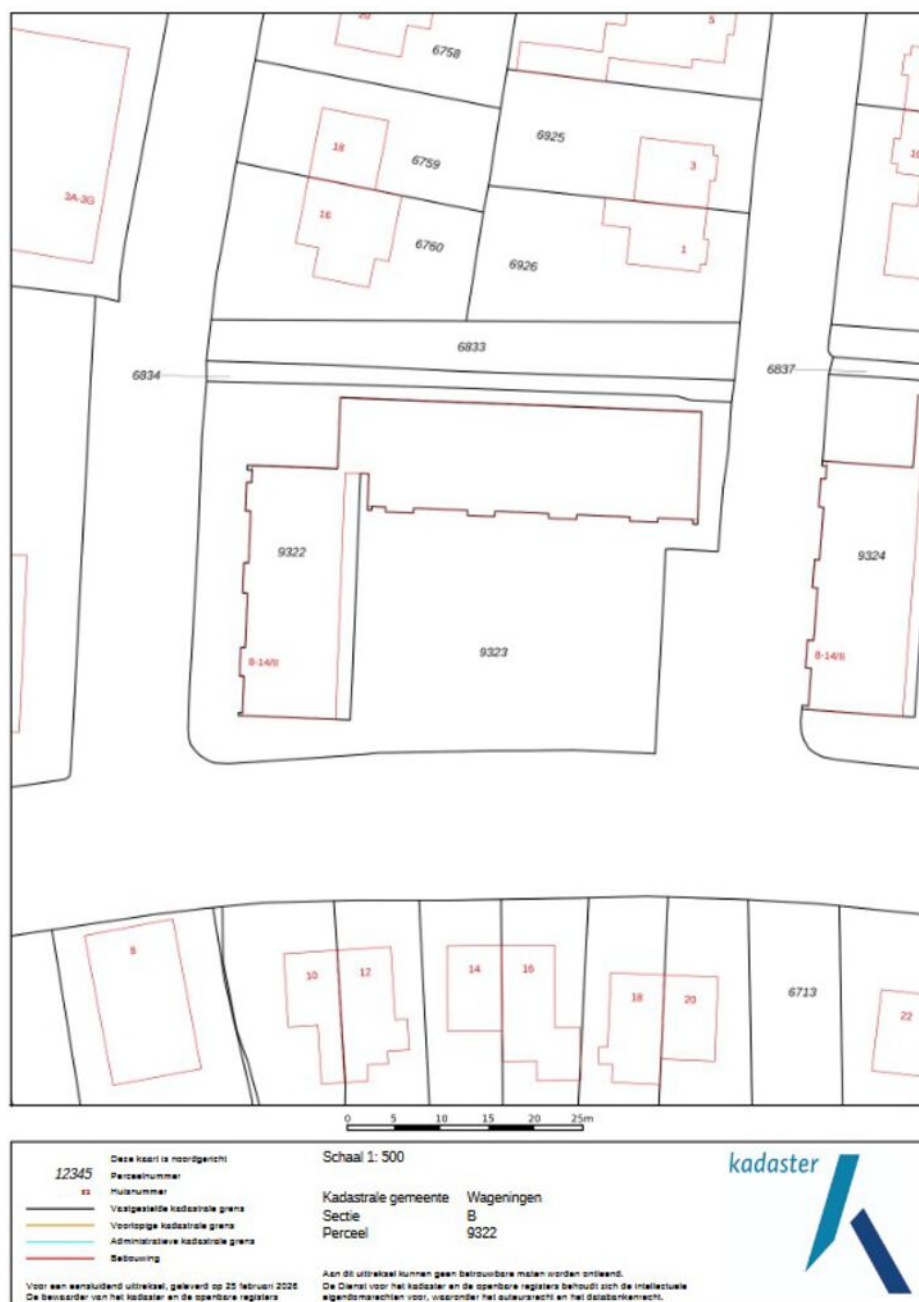 20
5
6758
6925
18
6759
3
16
3A-3G
16
6760
1
6926
6833
6834
6837
9322
9324
9323
8-14/II
8-14/II
8
10
12
14
16
18
20
6713
22
0 5 10 15 20 25m
Deze kaart is noordgericht
12345 Perceelnummer
Huisnummer
Vastgestelde kadastrale grens
Voorlopige kadastrale grens
Administratieve kadastrale grens
Bebouwing
Voor een eensluidend uittreksel, geleverd op 25 februari 2026
De bewaarder van het kadaster en de openbare registers
Schaal 1: 500
Kadastrale gemeente Wageningen
Sectie B
Perceel 9322
Aan dit uittreksel kunnen geen betrouwbare maten worden ontleend.
De Dienst voor het kadaster en de openbare registers behoudt zich de intellectuele
eigendomsrechten voor, waaronder het auteursrecht en het databankenrecht.
kadaster